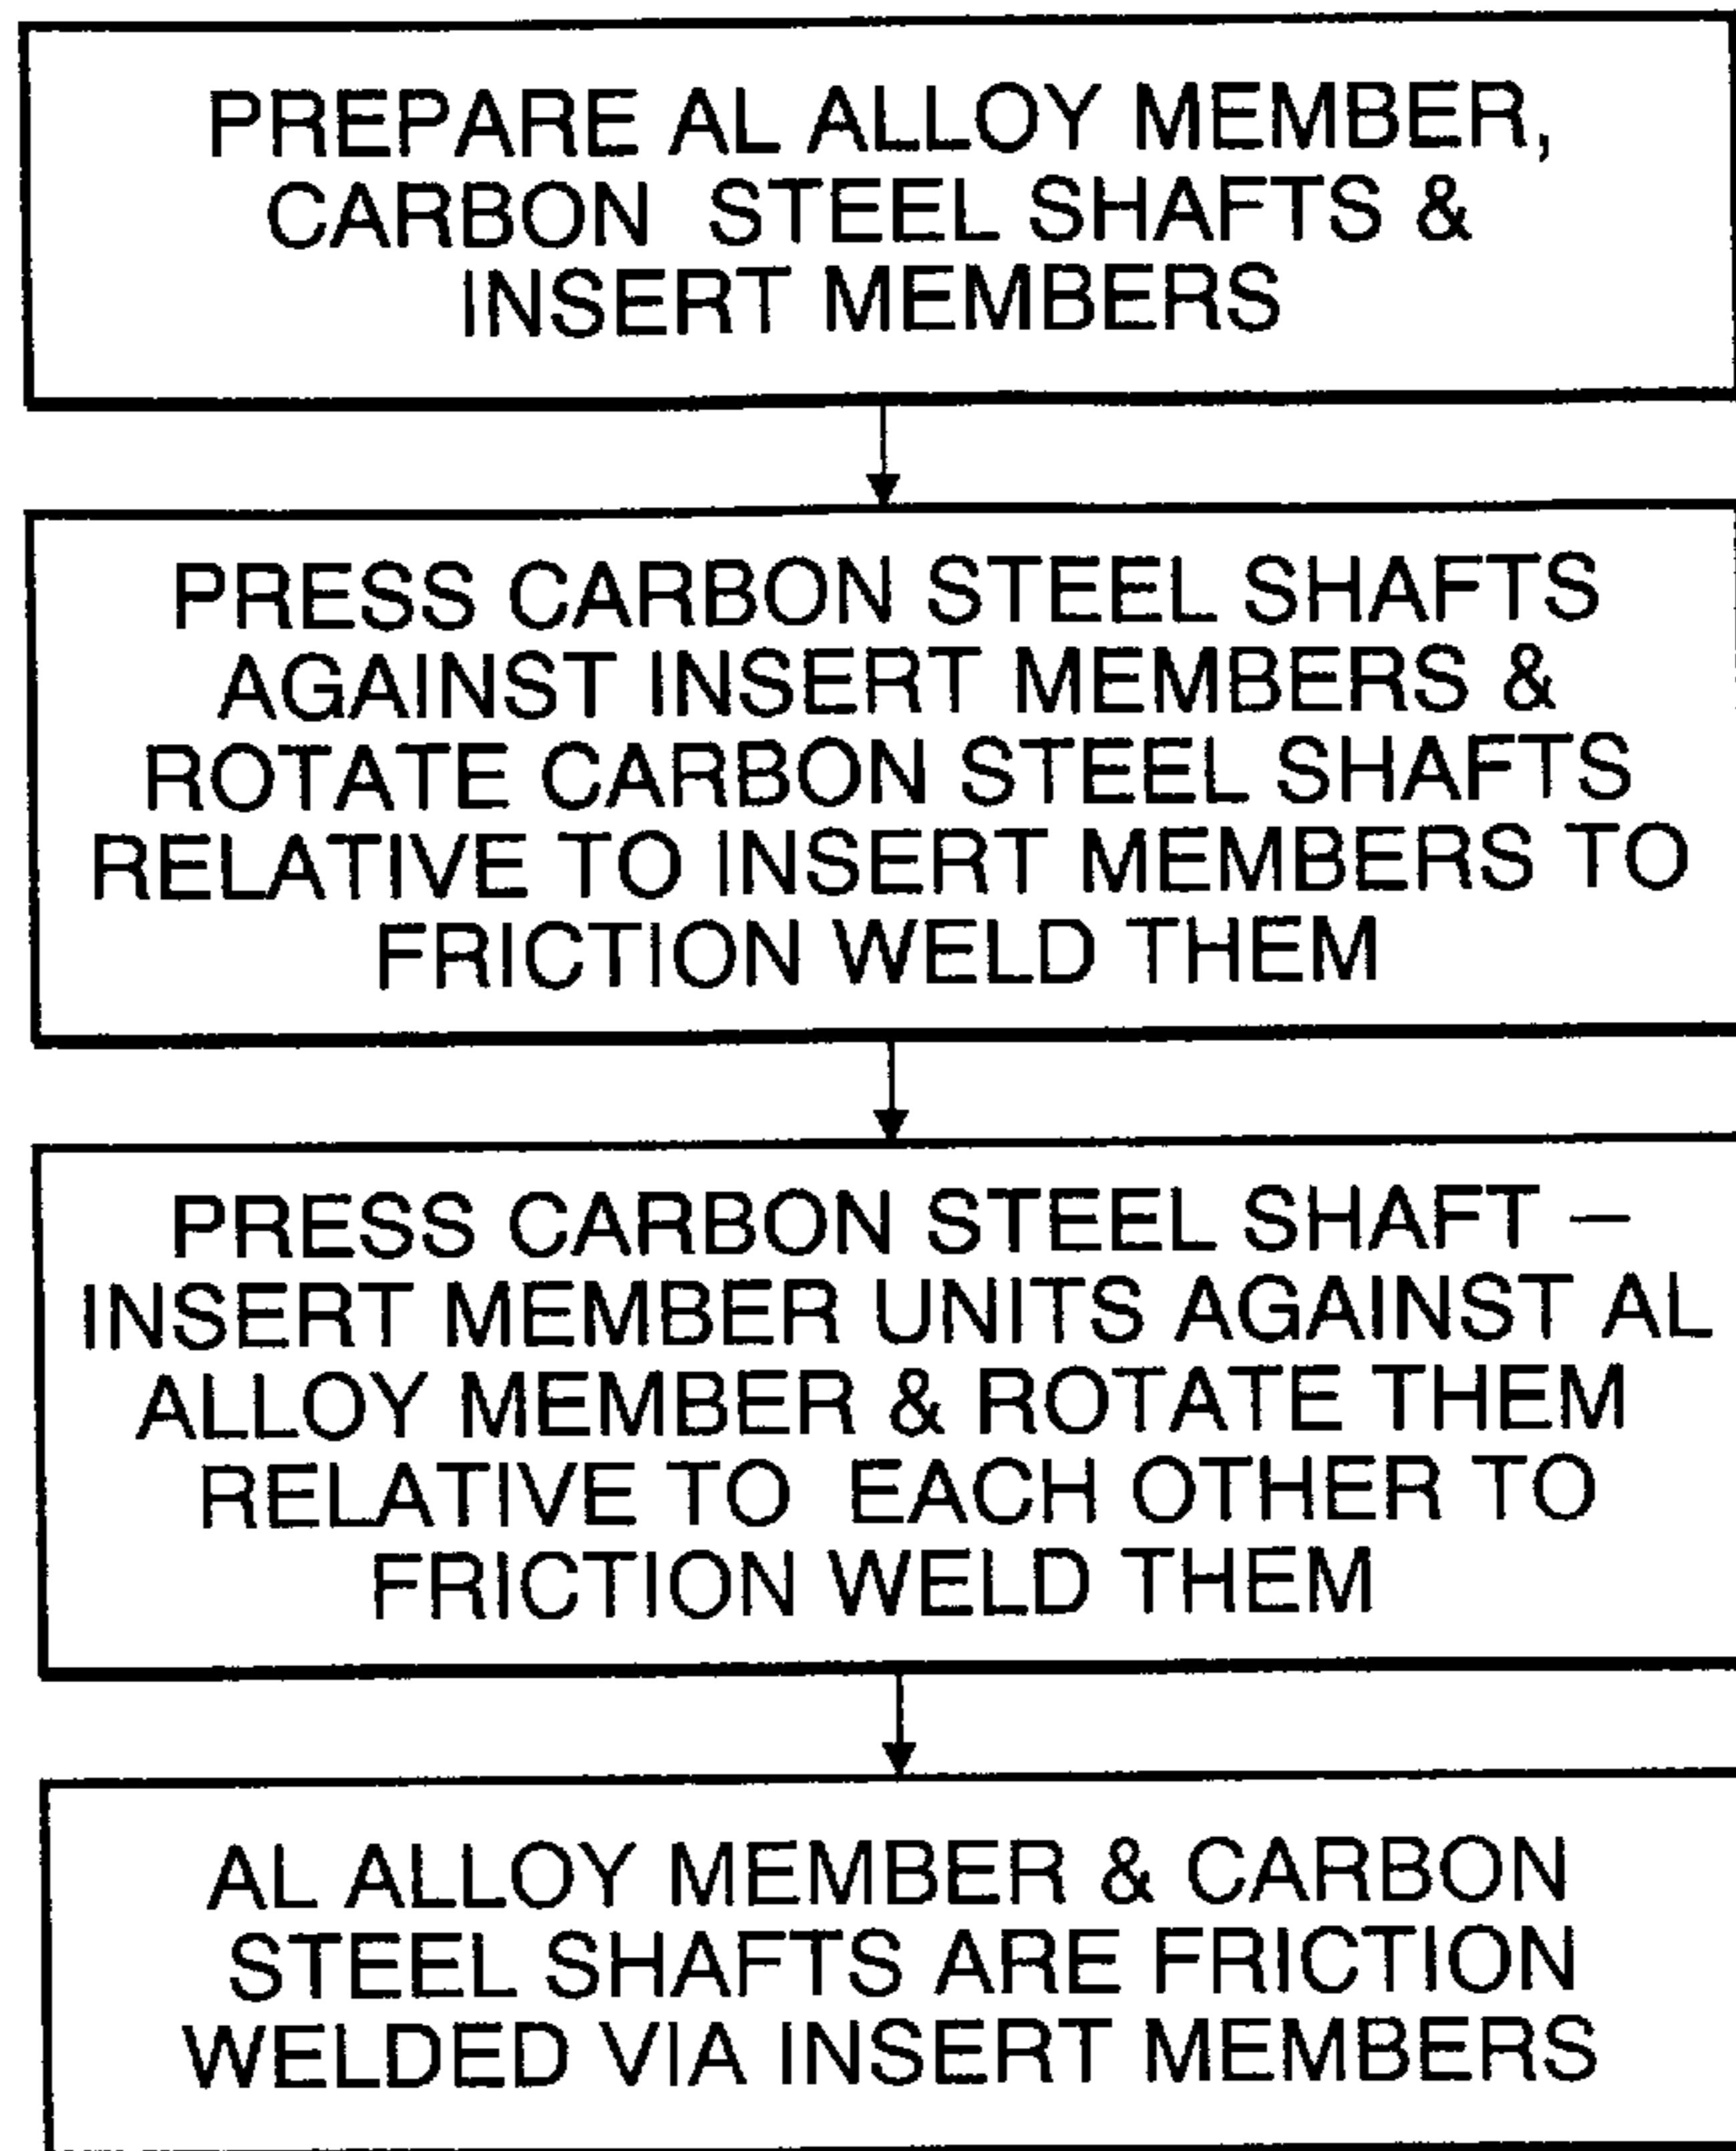 PREPARE AL ALLOY MEMBER,
CARBON STEEL SHAFTS &
INSERT MEMBERS
PRESS CARBON STEEL SHAFTS
AGAINST INSERT MEMBERS &
ROTATE CARBON STEEL SHAFTS
RELATIVE TO INSERT MEMBERS TO
FRICTION WELD THEM
PRESS CARBON STEEL SHAFT —
INSERT MEMBER UNITS AGAINST AL
ALLOY MEMBER & ROTATE THEM
RELATIVE TO EACH OTHER TO
FRICTION WELD THEM
AL ALLOY MEMBER & CARBON
STEEL SHAFTS ARE FRICTION
WELDED VIA INSERT MEMBERS